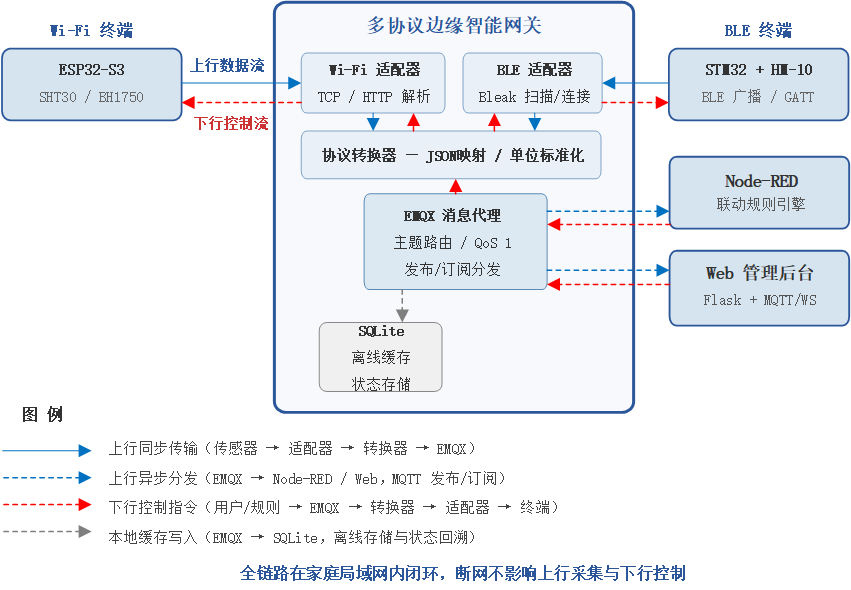 多协议边缘智能网关
Wi-Fi 终端
BLE 终端
ESP32-S3
SHT30 / BH1750
上行数据流
下行控制流
Wi-Fi 适配器
TCP / HTTP 解析
BLE 适配器
Bleak 扫描/连接
STM32 + HM-10
BLE 广播 / GATT
协议转换器 — JSON映射 / 单位标准化
EMQX 消息代理
主题路由 / QoS 1
发布/订阅分发
Node-RED
联动规则引擎
Web 管理后台
Flask + MQTT/WS
SQLite
离线缓存
状态存储
图 例
上行同步传输（传感器 → 适配器 → 转换器 → EMQX）
上行异步分发（EMQX → Node-RED / Web，MQTT 发布/订阅）
下行控制指令（用户/规则 → EMQX → 转换器 → 适配器 → 终端）
本地缓存写入（EMQX → SQLite，离线存储与状态回溯）
全链路在家庭局域网内闭环，断网不影响上行采集与下行控制